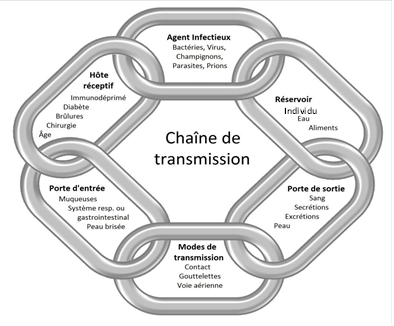 Agent Infectieux
Bactéries, Virus,
Champignons,
Parasites, Prions
Réservoir
Individu
Eau
Aliments
Porte de sortie
Sang
Secrétions
Excrétions
Peau
Modes de
transmission
Contact
Gouttelettes
Voie aérienne
Porte d'entrée
Muqueuses
Système resp. ou
gastrointestinal
Peau brisée
Hôte
réceptif
Immunodéprimé
Diabète
Brûlures
Chirurgie
Âge
Chaîne de
transmission